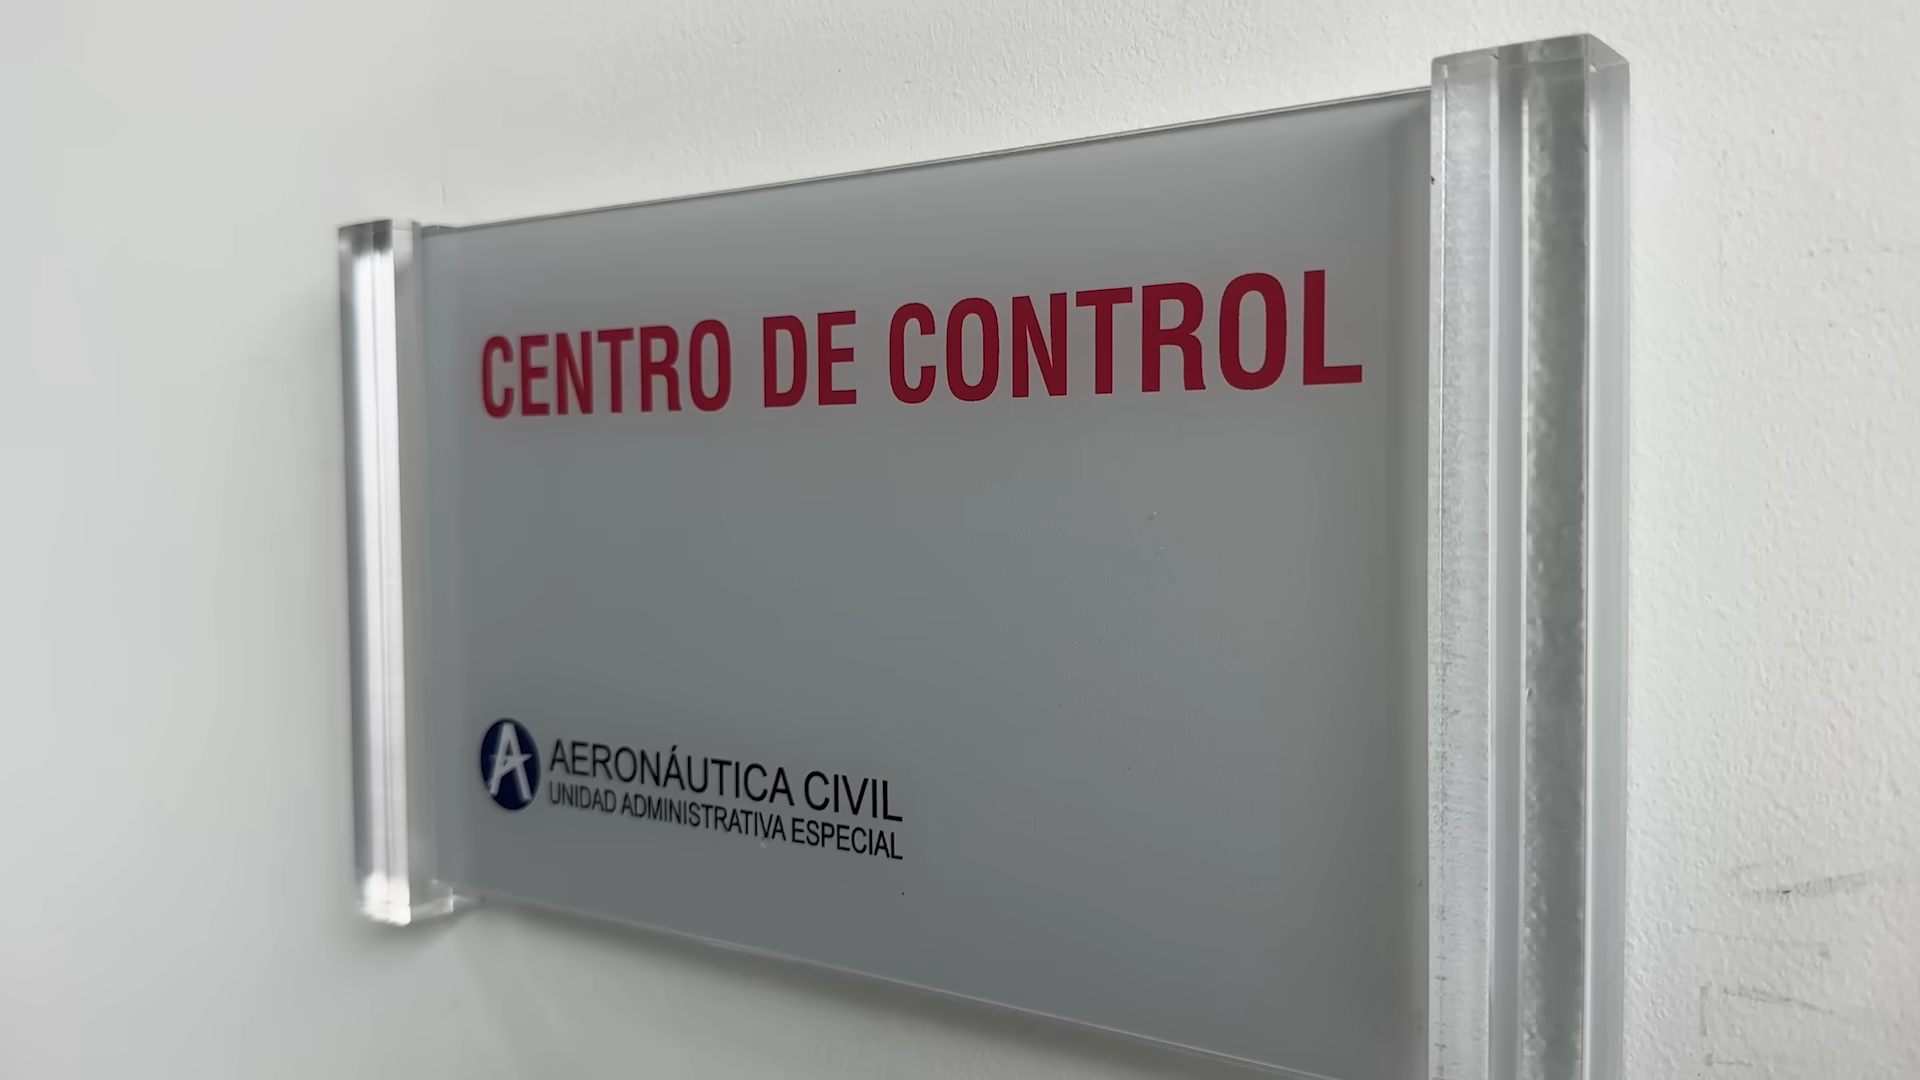 CENTRO DE CONTROL
AERONÁUTICA CIVIL
UNIDAD ADMINISTRATIVA ESPECIAL